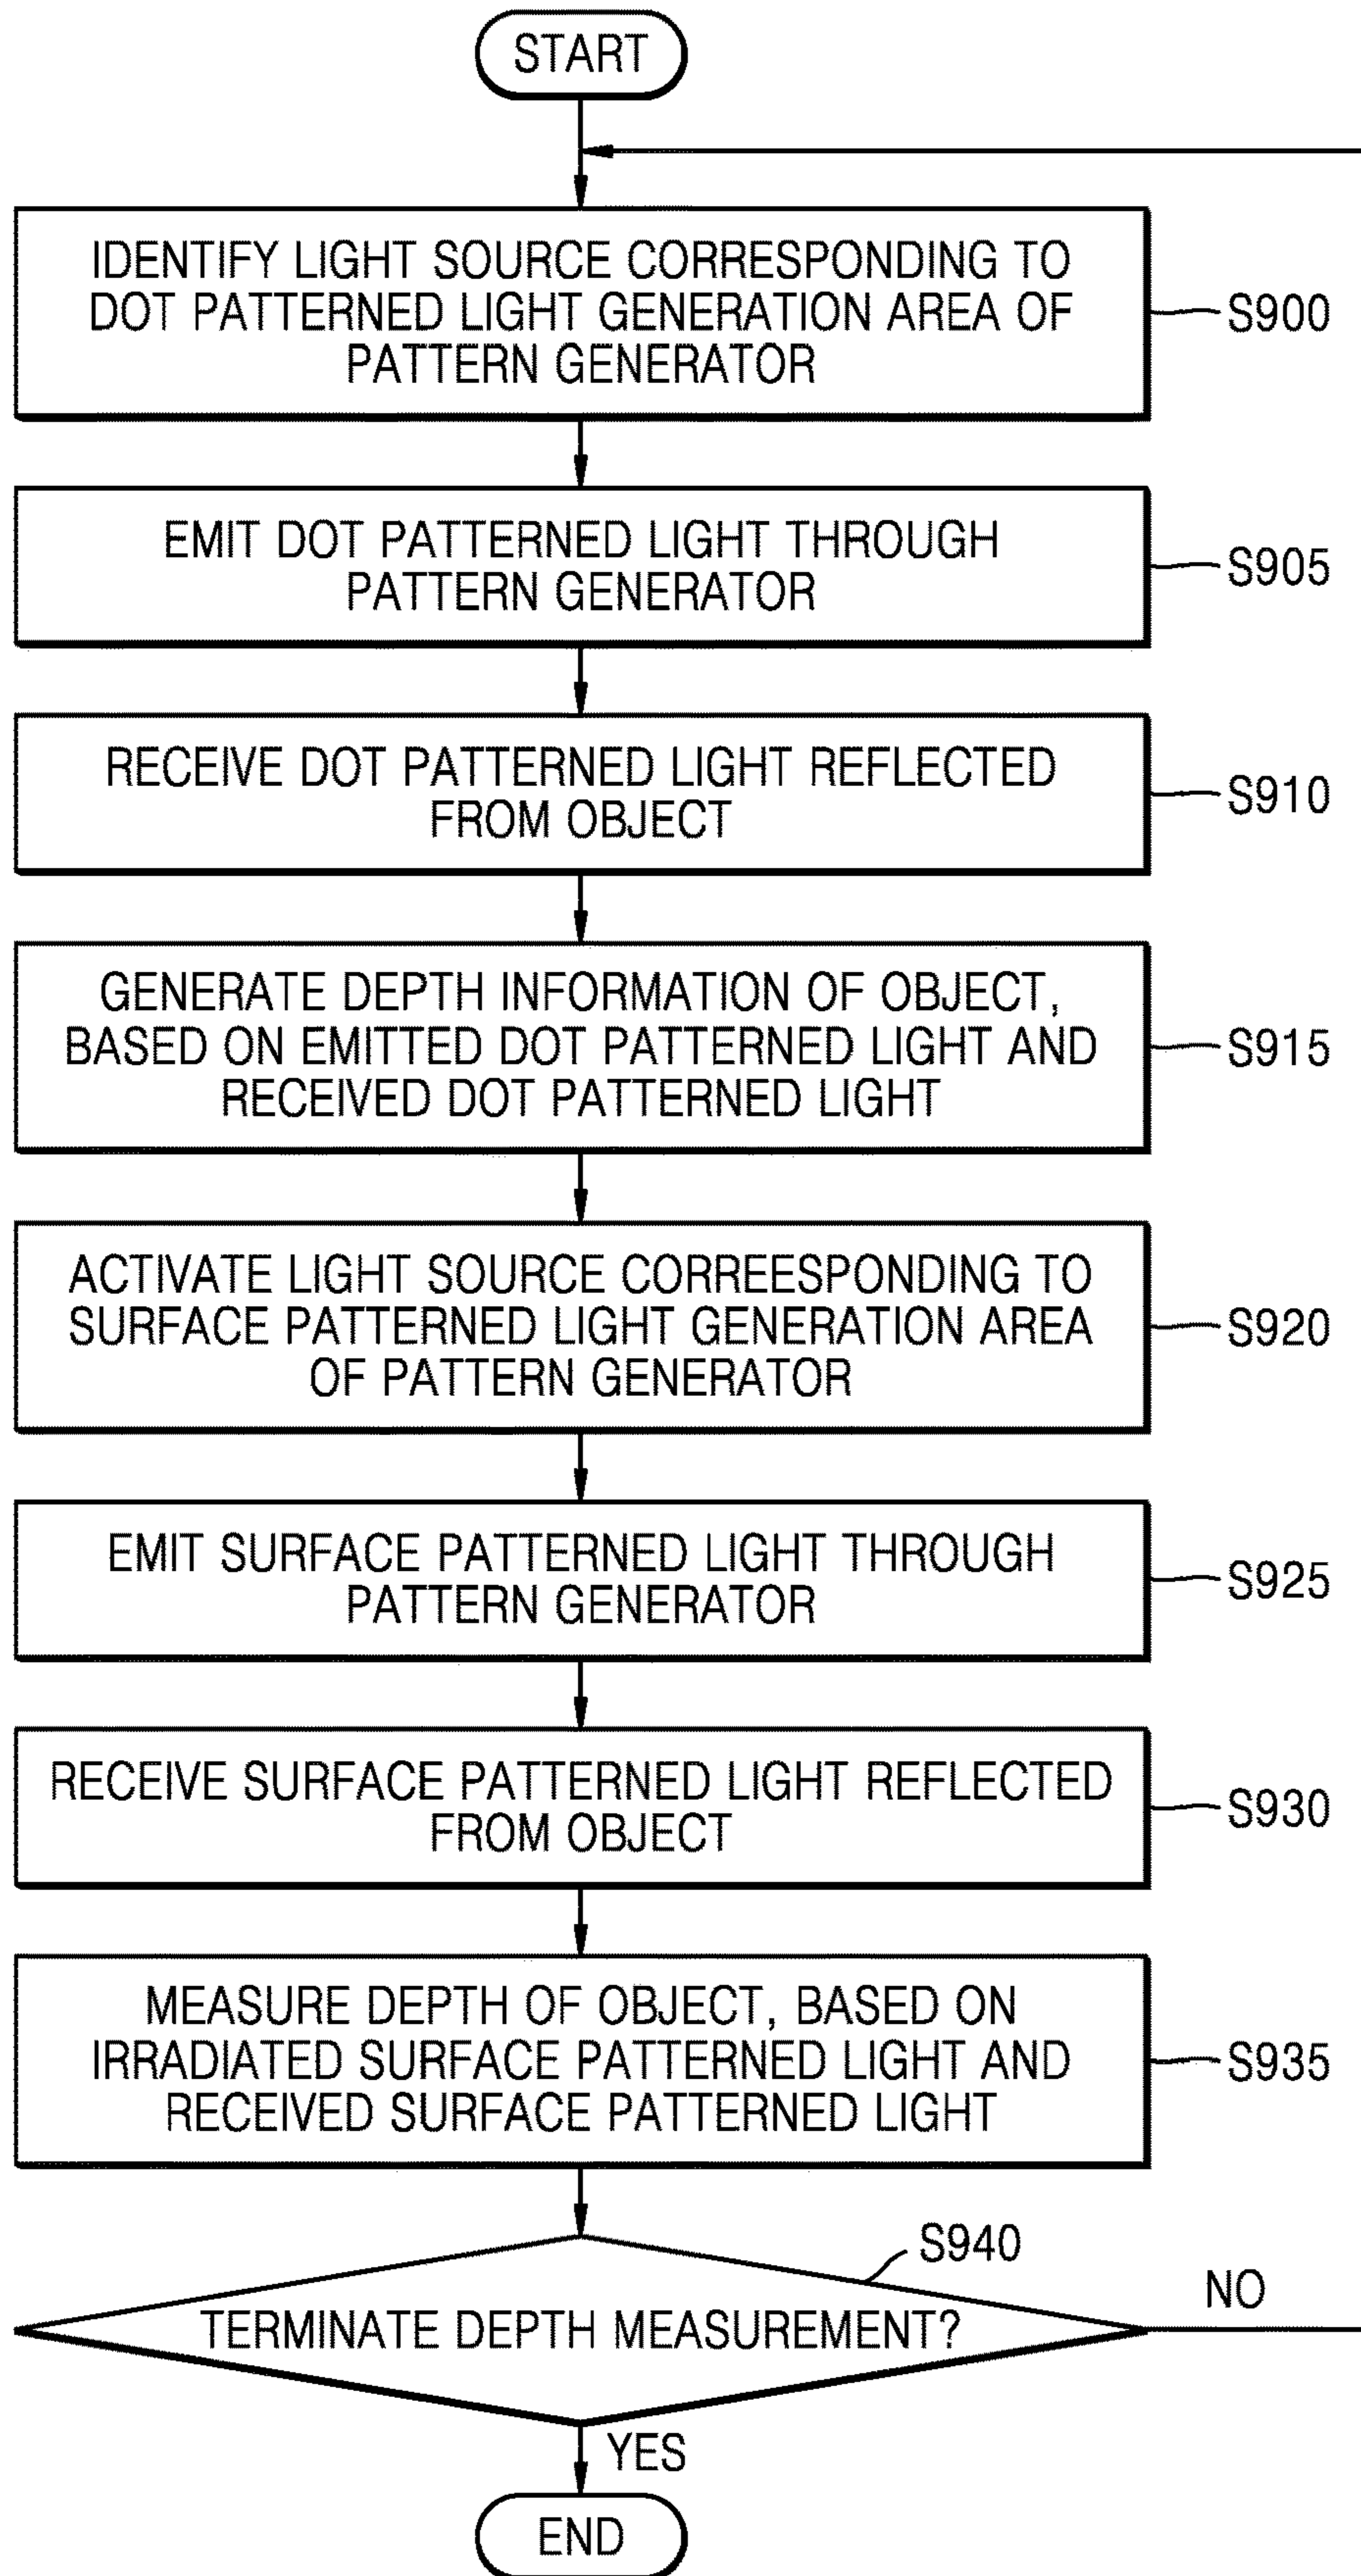 START
IDENTIFY LIGHT SOURCE CORRESPONDING TO
DOT PATTERNED LIGHT GENERATION AREA OF
PATTERN GENERATOR
S900
EMIT DOT PATTERNED LIGHT THROUGH
PATTERN GENERATOR
S905
RECEIVE DOT PATTERNED LIGHT REFLECTED
FROM OBJECT
S910
GENERATE DEPTH INFORMATION OF OBJECT,
BASED ON EMITTED DOT PATTERNED LIGHT AND
RECEIVED DOT PATTERNED LIGHT
S915
ACTIVATE LIGHT SOURCE CORREESPONDING TO
SURFACE PATTERNED LIGHT GENERATION AREA
OF PATTERN GENERATOR
S920
EMIT SURFACE PATTERNED LIGHT THROUGH
PATTERN GENERATOR
S925
RECEIVE SURFACE PATTERNED LIGHT REFLECTED
FROM OBJECT
S930
MEASURE DEPTH OF OBJECT, BASED ON
IRRADIATED SURFACE PATTERNED LIGHT AND
RECEIVED SURFACE PATTERNED LIGHT
S935
S940
TERMINATE DEPTH MEASUREMENT?
NO
YES
END